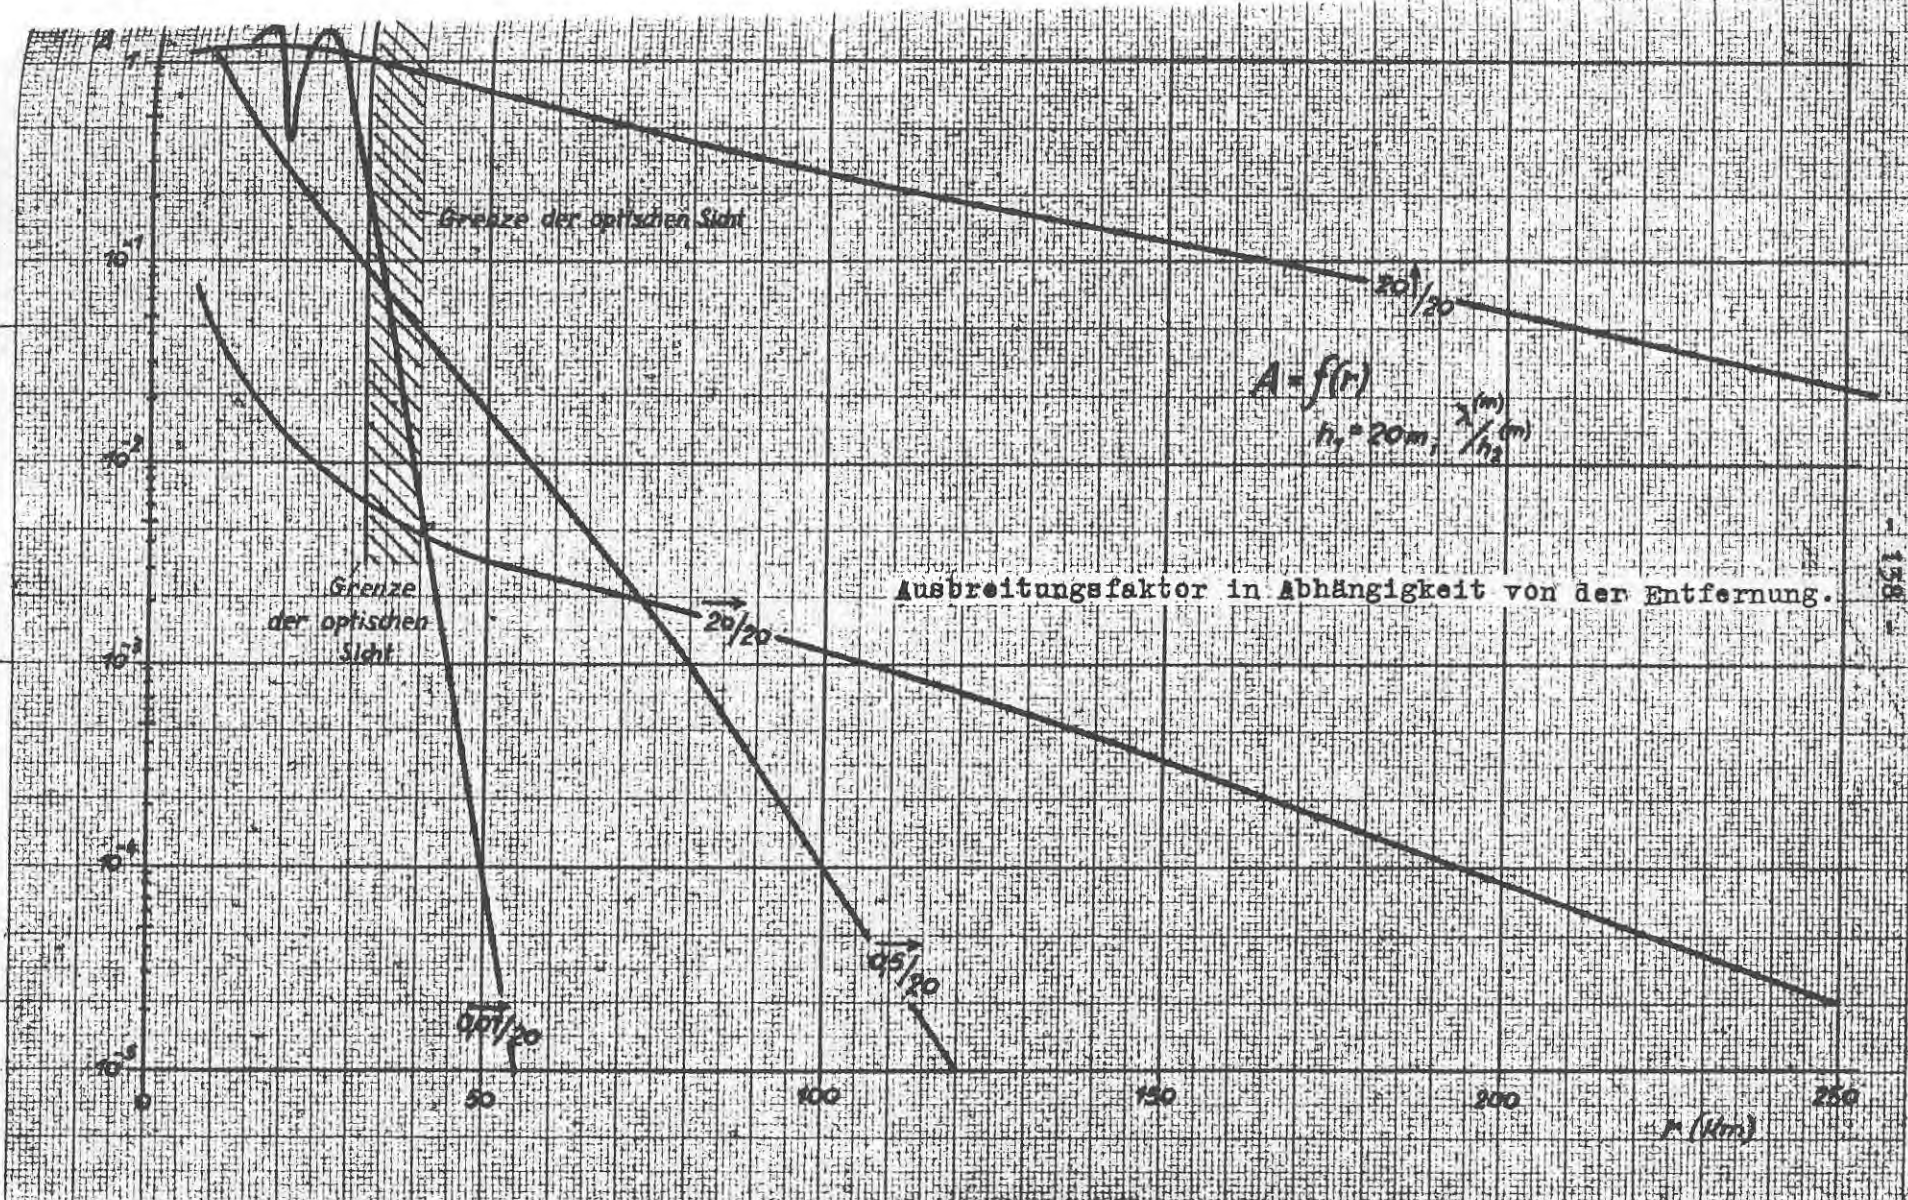 A
1
Grenze der optischen Sicht
10⁻¹
20↑/20
A = f(r)
h₁ = 20m, λ(m)/h₂(m)
10⁻²
- 138 -
Ausbreitungsfaktor in Abhängigkeit von der Entfernung.
Grenze
der optischen
Sicht
20/20
10⁻³
10⁻⁴
0,5/20
0,01/20
10⁻⁵
0 50 100 150 200 250
r (km)